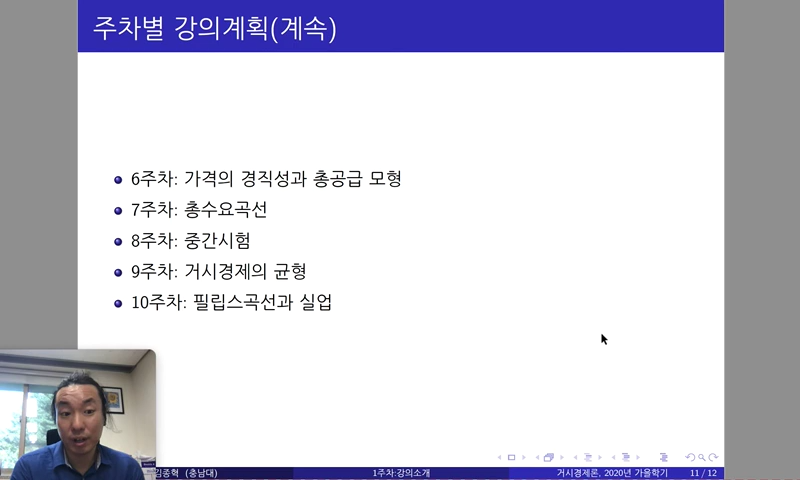 주차별 강의계획(계속)
6주차: 가격의 경직성과 총공급 모형
7주차: 총수요곡선
8주차: 중간시험
9주차: 거시경제의 균형
10주차: 필립스곡선과 실업
김종혁 (충남대)
1주차:강의소개
거시경제론, 2020년 가을학기
11 / 12